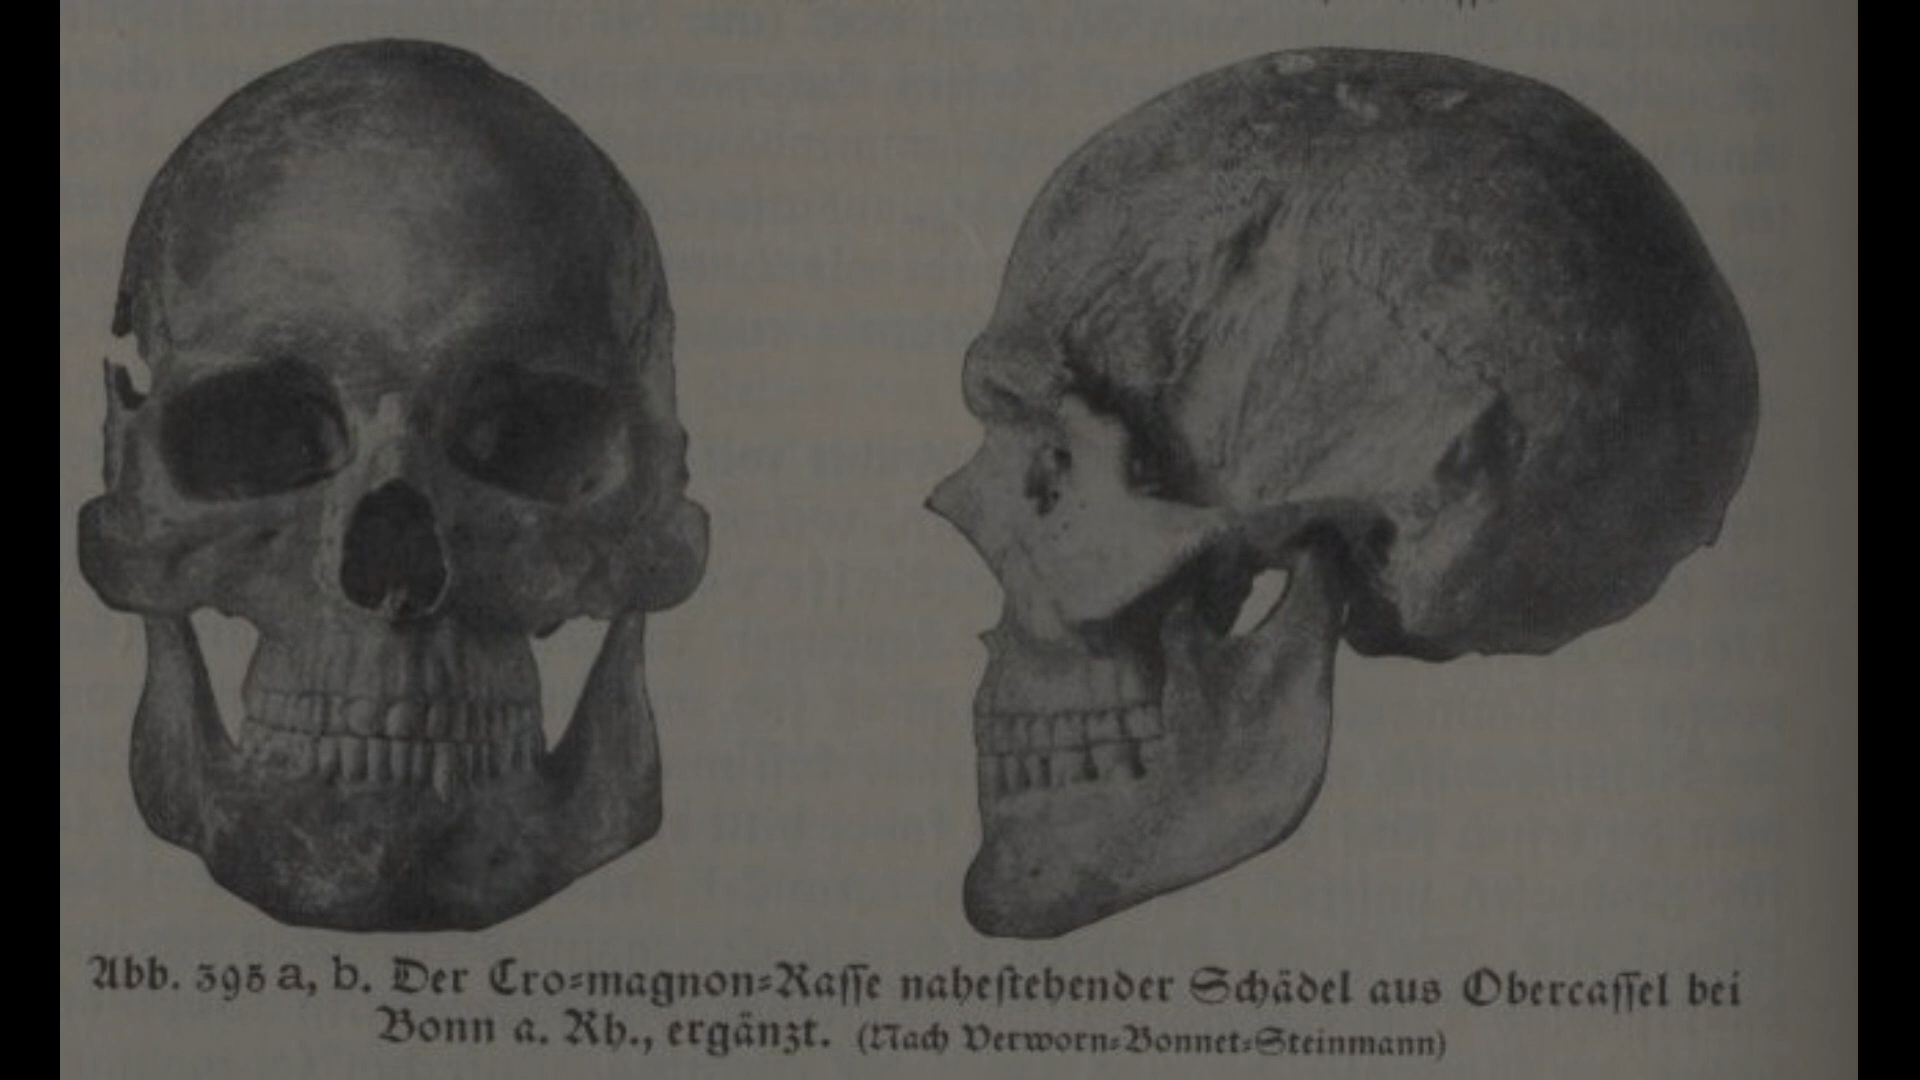 Abb. 395 a, b. Der Cro-magnon-Raſſe naheſtehender Schädel aus Obercaſſel bei
Bonn a. Rh., ergänzt. (Nach Verworn-Bonnet-Steinmann)